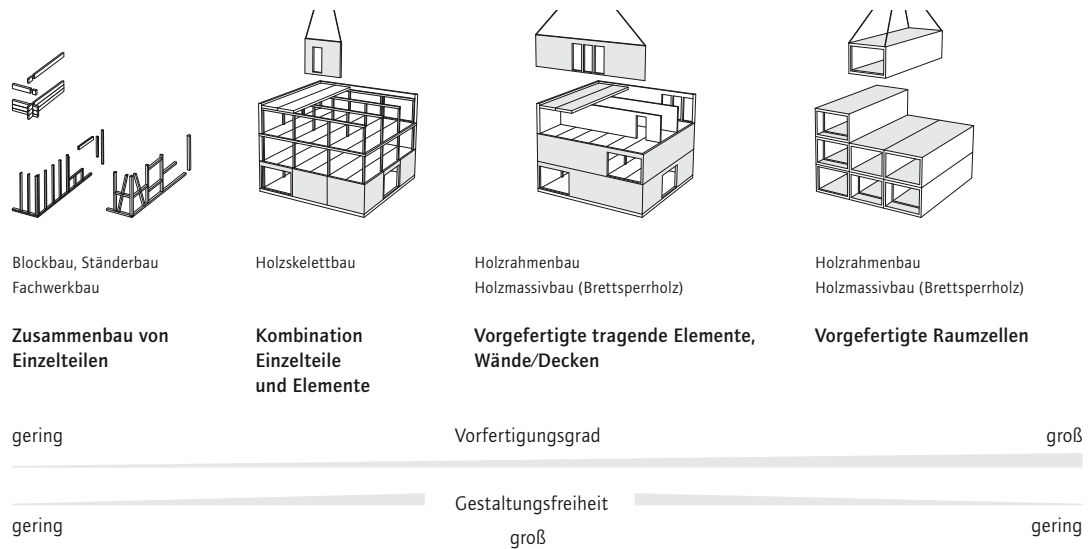 Blockbau, Ständerbau
Fachwerkbau
Zusammenbau von
Einzelteilen
Holzskelettbau
Kombination
Einzelteile
und Elemente
Holzrahmenbau
Holzmassivbau (Brettsperrholz)
Vorgefertigte tragende Elemente,
Wände/Decken
Holzrahmenbau
Holzmassivbau (Brettsperrholz)
Vorgefertigte Raumzellen
gering
Vorfertigungsgrad
groß
Gestaltungsfreiheit
gering
groß
gering